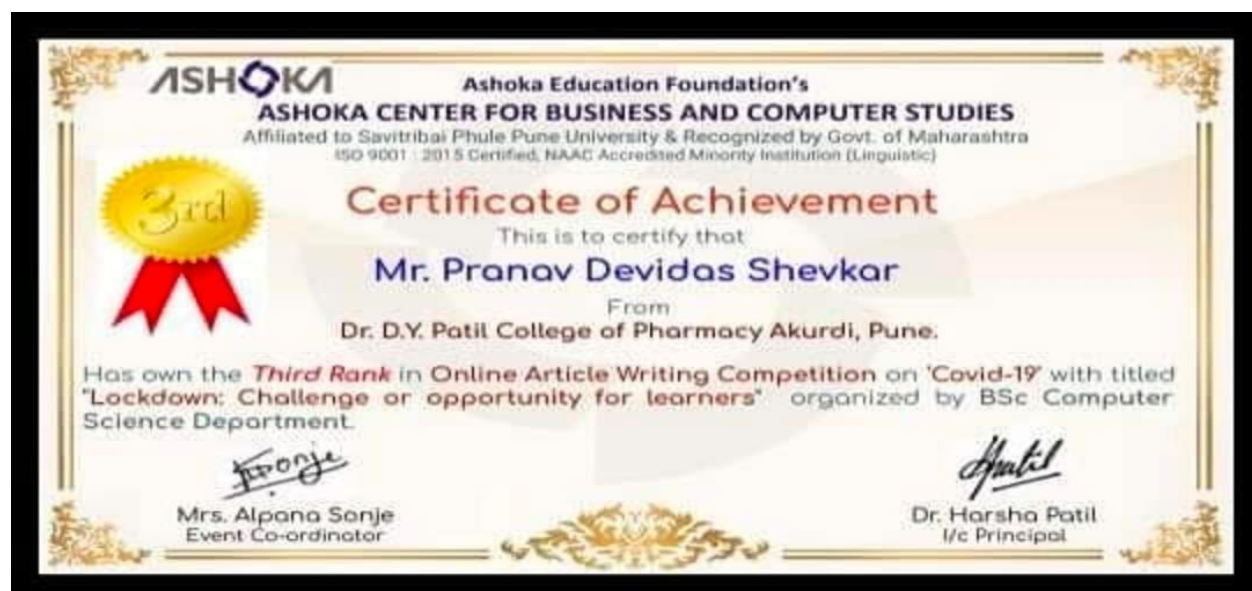 ASHOKA
Ashoka Education Foundation's
ASHOKA CENTER FOR BUSINESS AND COMPUTER STUDIES
Affiliated to Savitribai Phule Pune University & Recognized by Govt. of Maharashtra
ISO 9001 : 2015 Certified, NAAC Accredited Minority Institution (Linguistic)
3rd
Certificate of Achievement
This is to certify that
Mr. Pranav Devidas Shevkar
From
Dr. D.Y. Patil College of Pharmacy Akurdi, Pune.
Has own the Third Rank in Online Article Writing Competition on 'Covid-19' with titled
"Lockdown: Challenge or opportunity for learners" organized by BSc Computer
Science Department.
Mrs. Alpana Sonje
Event Co-ordinator
Dr. Harsha Patil
I/c Principal